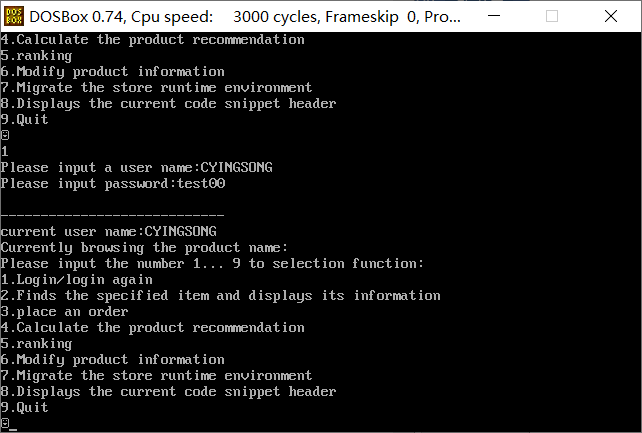 DOSBox 0.74, Cpu speed: 3000 cycles, Frameskip 0, Pro...
4.Calculate the product recommendation
5.ranking
6.Modify product information
7.Migrate the store runtime environment
8.Displays the current code snippet header
9.Quit
1
Please input a user name:CYINGSONG
Please input password:test00
----------------------------
current user name:CYINGSONG
Currently browsing the product name:
Please input the number 1... 9 to selection function:
1.Login/login again
2.Finds the specified item and displays its information
3.place an order
4.Calculate the product recommendation
5.ranking
6.Modify product information
7.Migrate the store runtime environment
8.Displays the current code snippet header
9.Quit